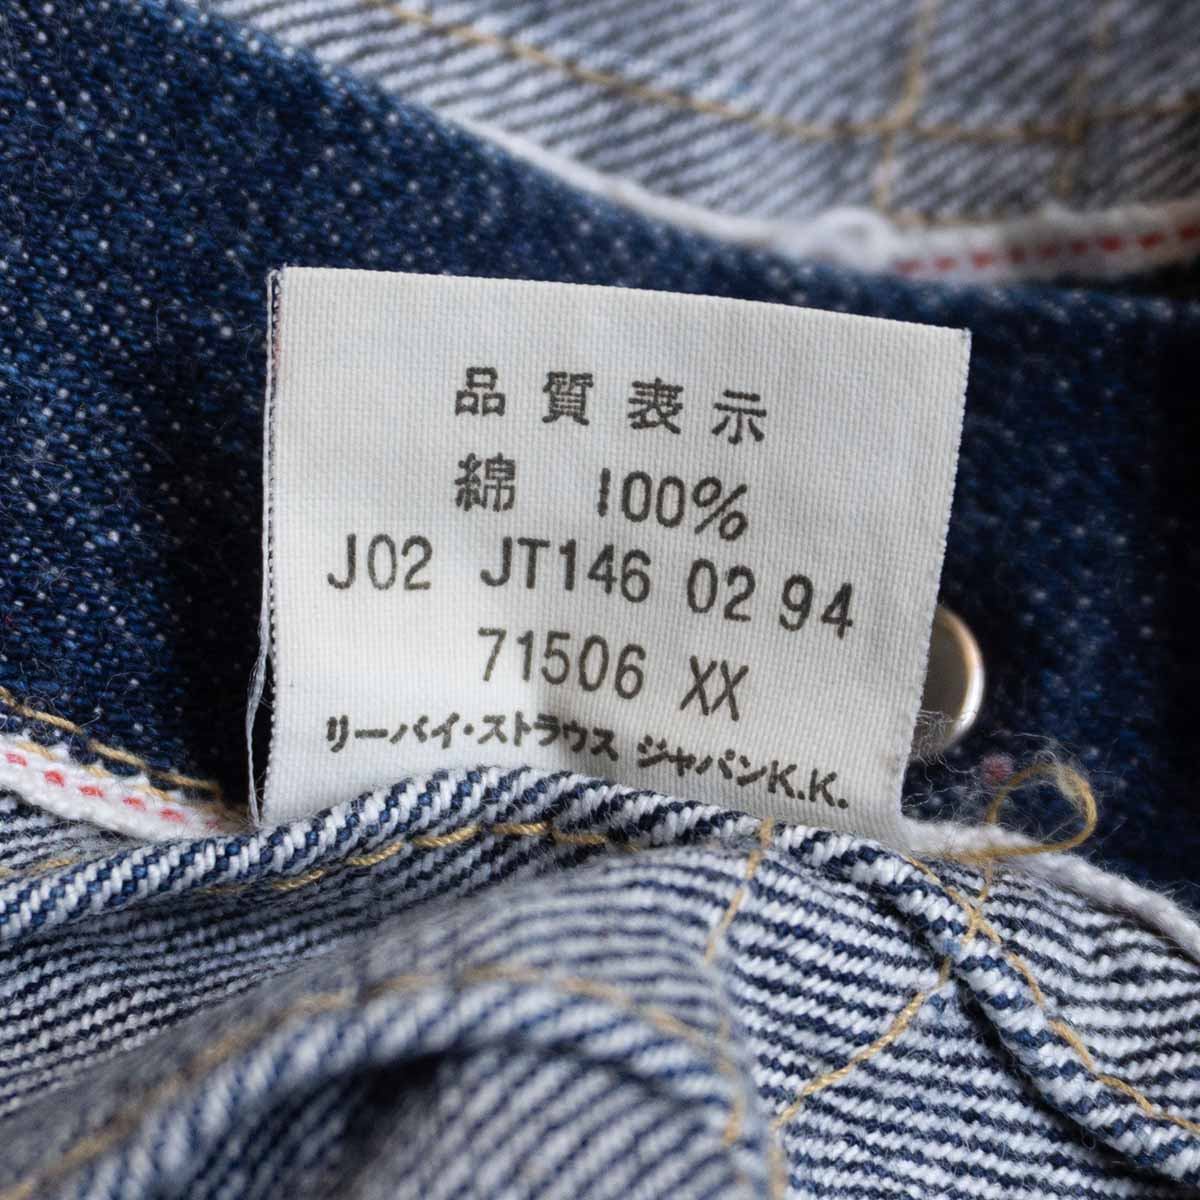 品質表示
綿 100%
J02 JT146 02 94
71506 XX
リーバイ・ストラウス ジャパンK.K.